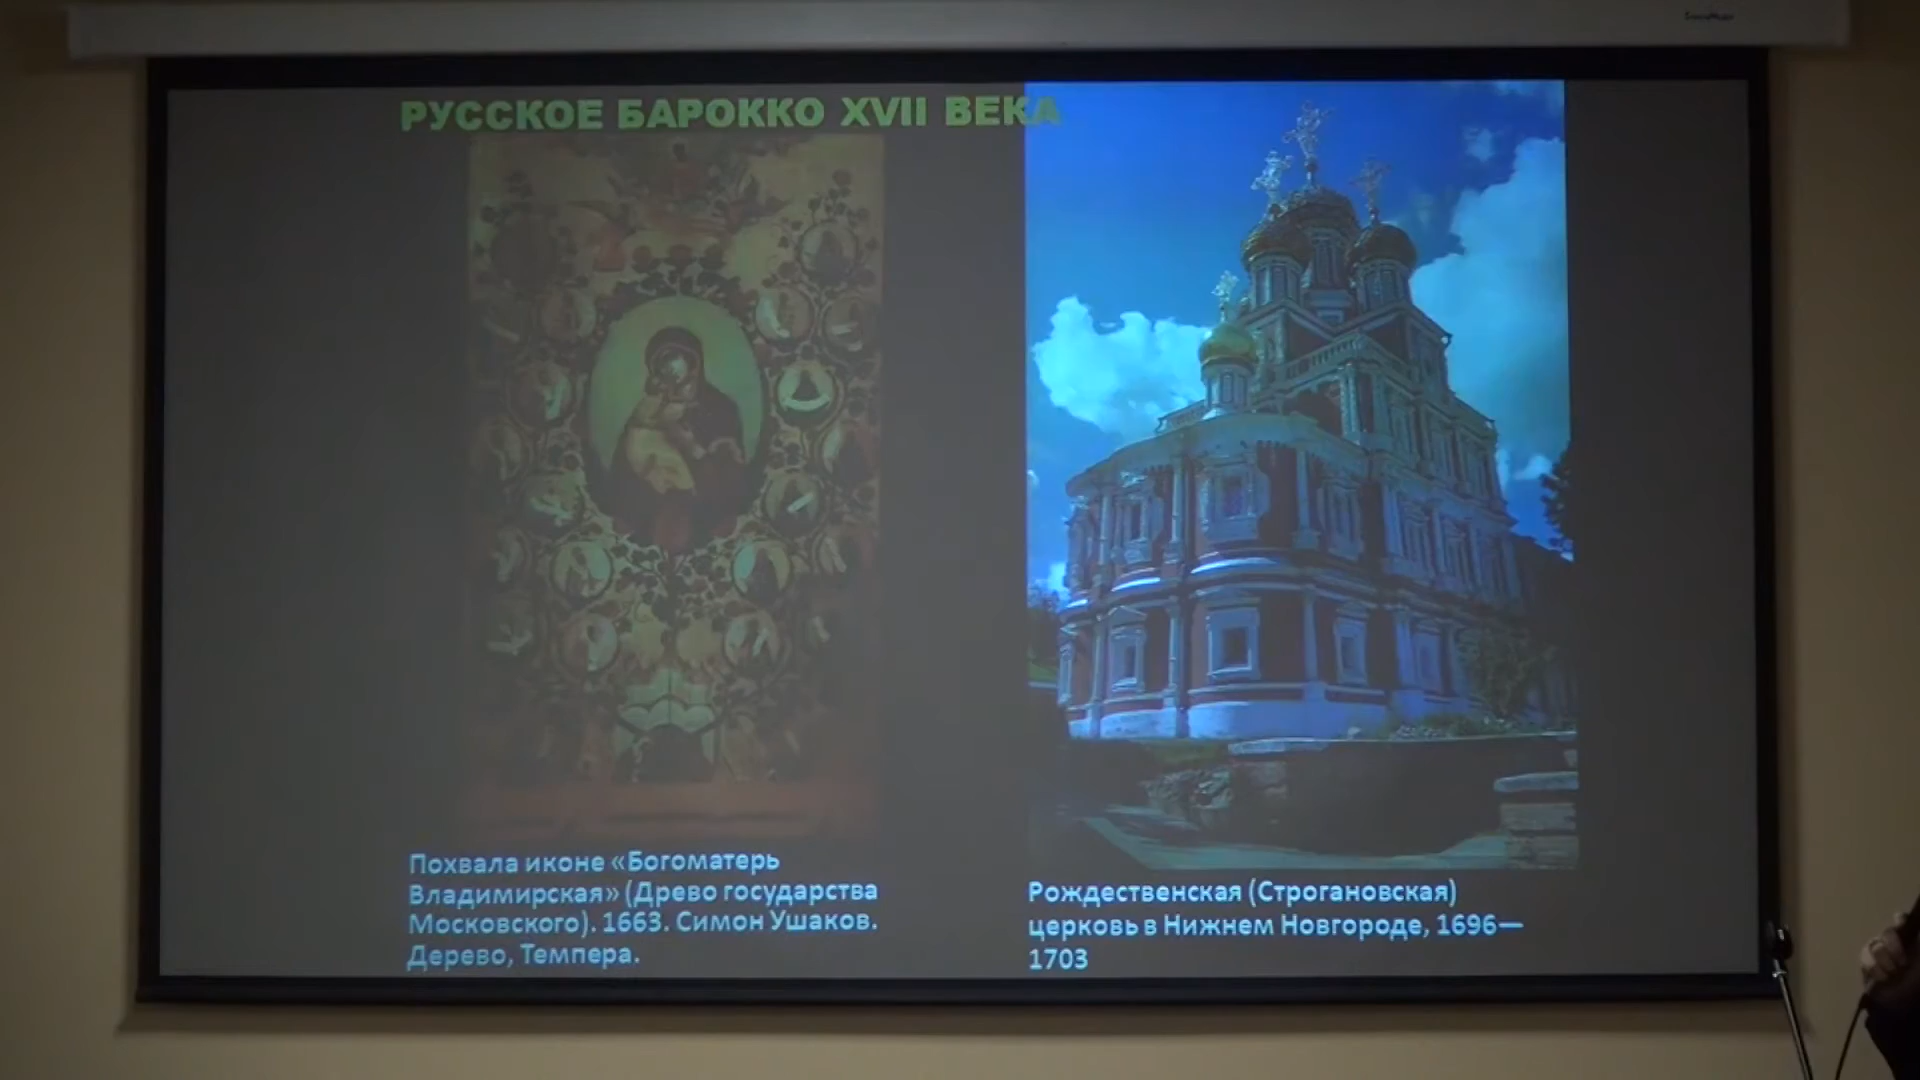 РУССКОЕ БАРОККО XVII ВЕКА
Похвала иконе «Богоматерь
Владимирская» (Древо государства
Московского). 1663. Симон Ушаков.
Дерево, Темпера.
Рождественская (Строгановская)
церковь в Нижнем Новгороде, 1696—
1703